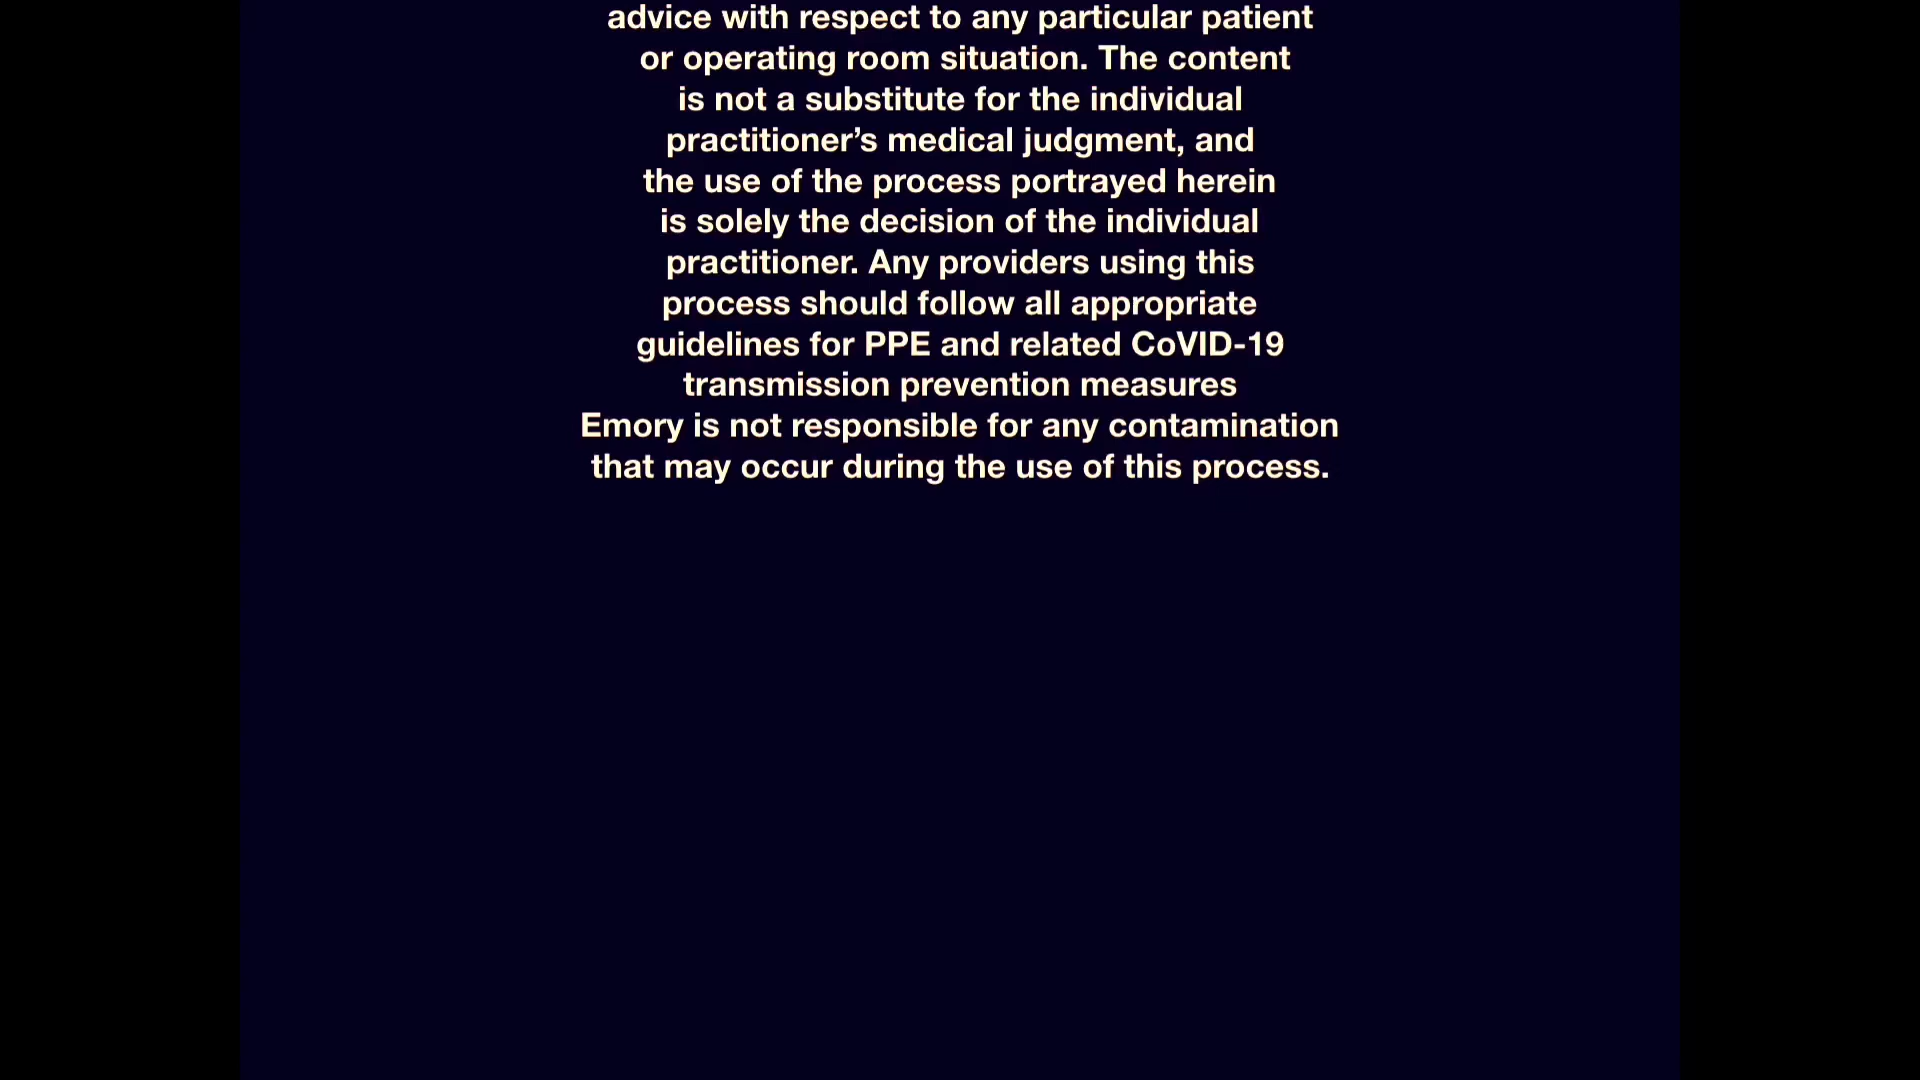 advice with respect to any particular patient
or operating room situation. The content
is not a substitute for the individual
practitioner’s medical judgment, and
the use of the process portrayed herein
is solely the decision of the individual
practitioner. Any providers using this
process should follow all appropriate
guidelines for PPE and related CoVID-19
transmission prevention measures
Emory is not responsible for any contamination
that may occur during the use of this process.